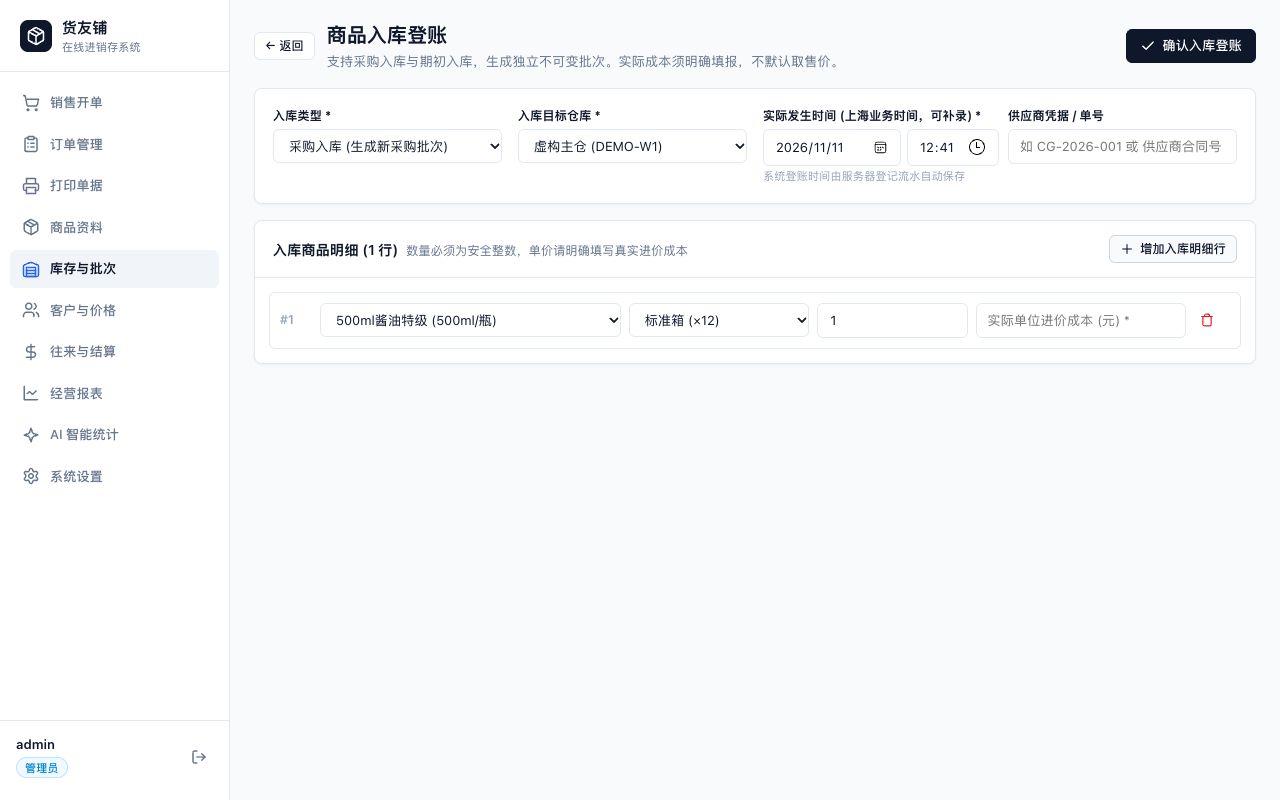 货友铺
在线进销存系统
销售开单
订单管理
打印单据
商品资料
库存与批次
客户与价格
往来与结算
经营报表
AI 智能统计
系统设置
admin
管理员
← 返回
商品入库登账
支持采购入库与期初入库，生成独立不可变批次。实际成本须明确填报，不默认取售价。
确认入库登账
入库类型 *
采购入库 (生成新采购批次)
入库目标仓库 *
虚构主仓 (DEMO-W1)
实际发生时间 (上海业务时间，可补录) *
2026/11/11
12:41
系统登账时间由服务器登记流水自动保存
供应商凭据 / 单号
如 CG-2026-001 或 供应商合同号
入库商品明细 (1 行) 数量必须为安全整数，单价请明确填写真实进价成本
增加入库明细行
#1
500ml酱油特级 (500ml/瓶)
标准箱 (×12)
1
实际单位进价成本 (元) *